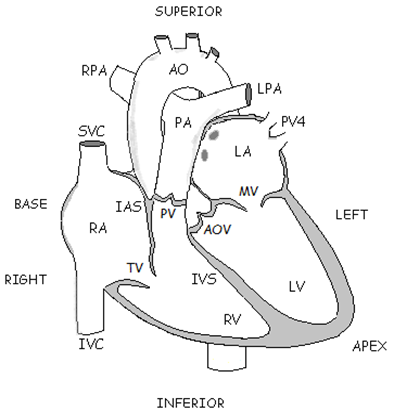 SUPERIOR
RPA
AO
LPA
PA
PV4
SVC
LA
MV
BASE
IAS
PV
LEFT
RA
AOV
TV
IVS
RIGHT
LV
RV
IVC
APEX
INFERIOR